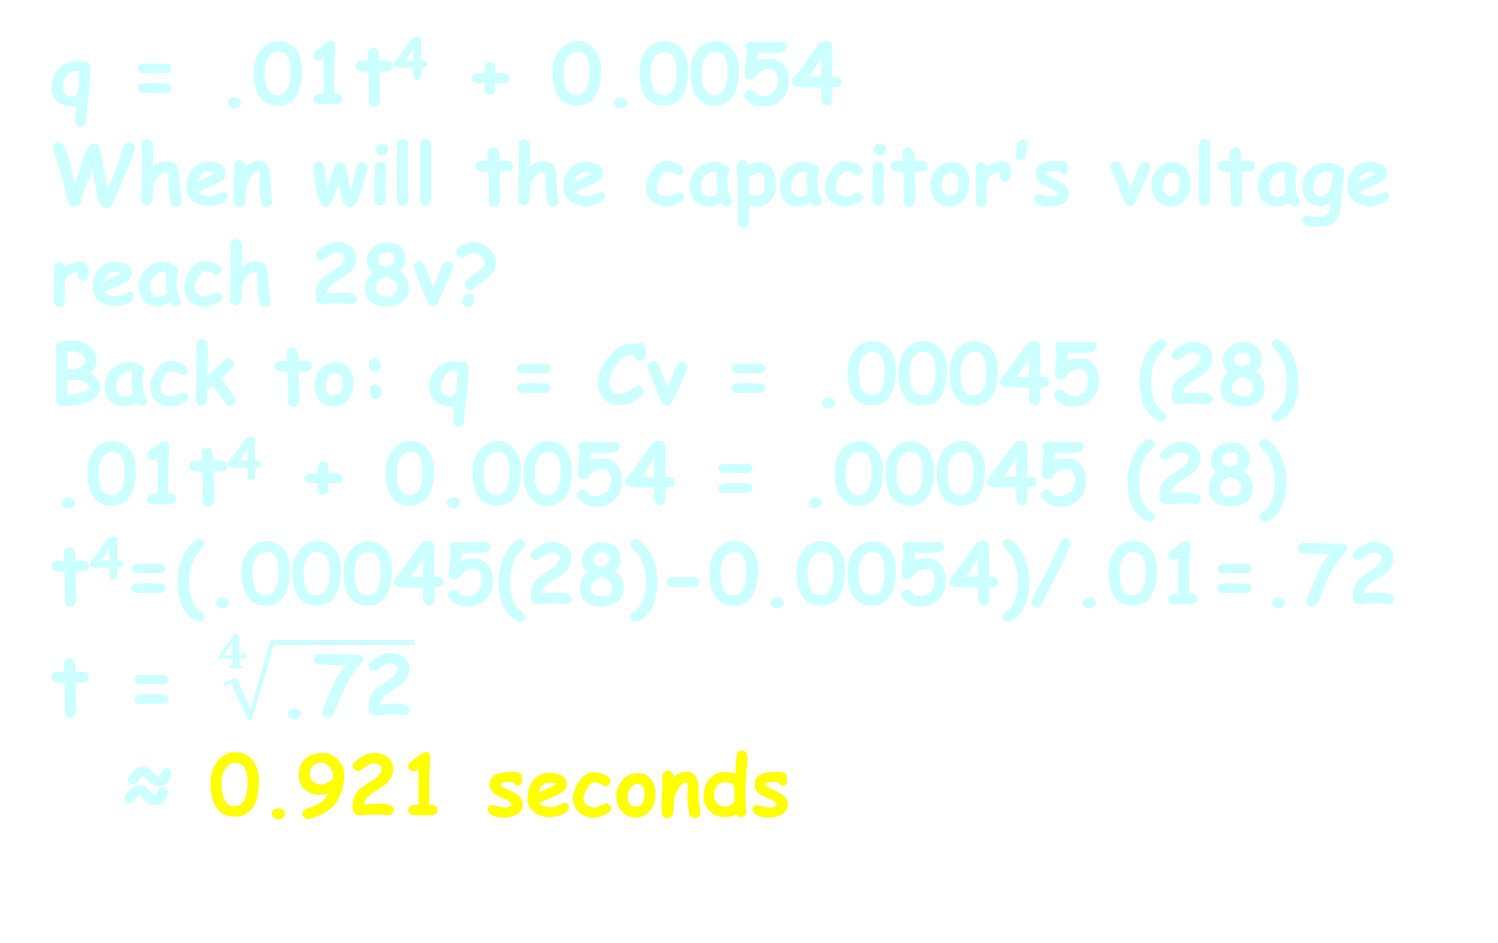 q = .01t⁴ + 0.0054
When will the capacitor’s voltage
reach 28v?
Back to: q = Cv = .00045 (28)
.01t⁴ + 0.0054 = .00045 (28)
t⁴=(.00045(28)-0.0054)/.01=.72
t = ⁴√.72
≈ 0.921 seconds